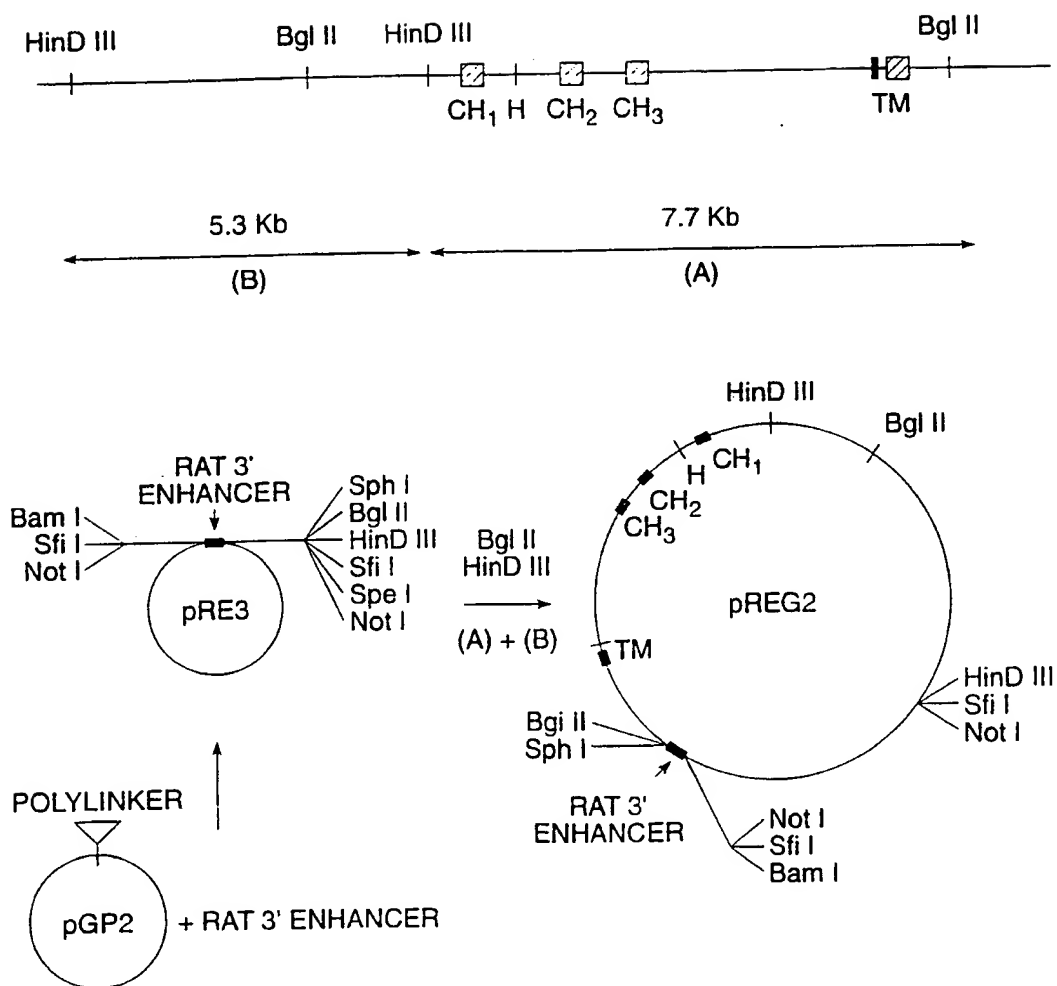 HinD III
Bgl II
HinD III
Bgl II
CH1
H
CH2
CH3
TM
5.3 Kb
7.7 Kb
(B)
(A)
RAT 3'
ENHANCER
Bam I
Sfi I
Not I
Sph I
Bgl II
HinD III
Sfi I
Spe I
Not I
pRE3
Bgl II
HinD III
(A) + (B)
HinD III
Bgl II
CH1
H
CH2
CH3
pREG2
TM
HinD III
Sfi I
Not I
Bgi II
Sph I
RAT 3'
ENHANCER
Not I
Sfi I
Bam I
POLYLINKER
pGP2
+ RAT 3' ENHANCER